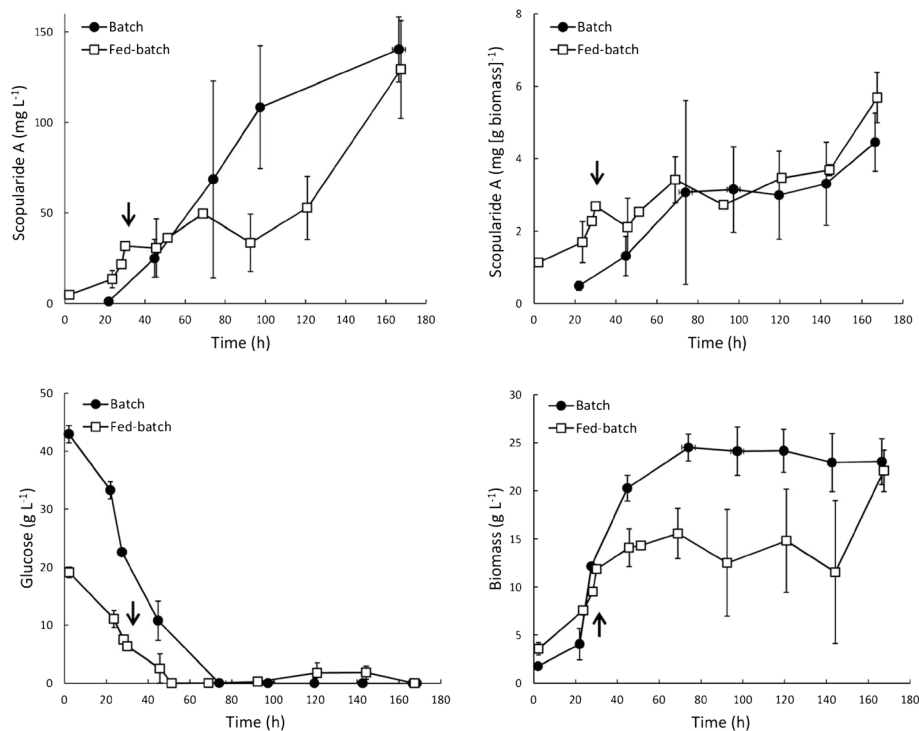 Scopularide A (mg L⁻¹)
150
100
50
0
Batch
Fed-batch
0 20 40 60 80 100 120 140 160 180
Time (h)
Scopularide A (mg [g biomass]⁻¹)
8
6
4
2
0
Batch
Fed-batch
0 20 40 60 80 100 120 140 160 180
Time (h)
Glucose (g L⁻¹)
50
40
30
20
10
0
Batch
Fed-batch
0 20 40 60 80 100 120 140 160 180
Time (h)
Biomass (g L⁻¹)
30
25
20
15
10
5
0
Batch
Fed-batch
0 20 40 60 80 100 120 140 160 180
Time (h)